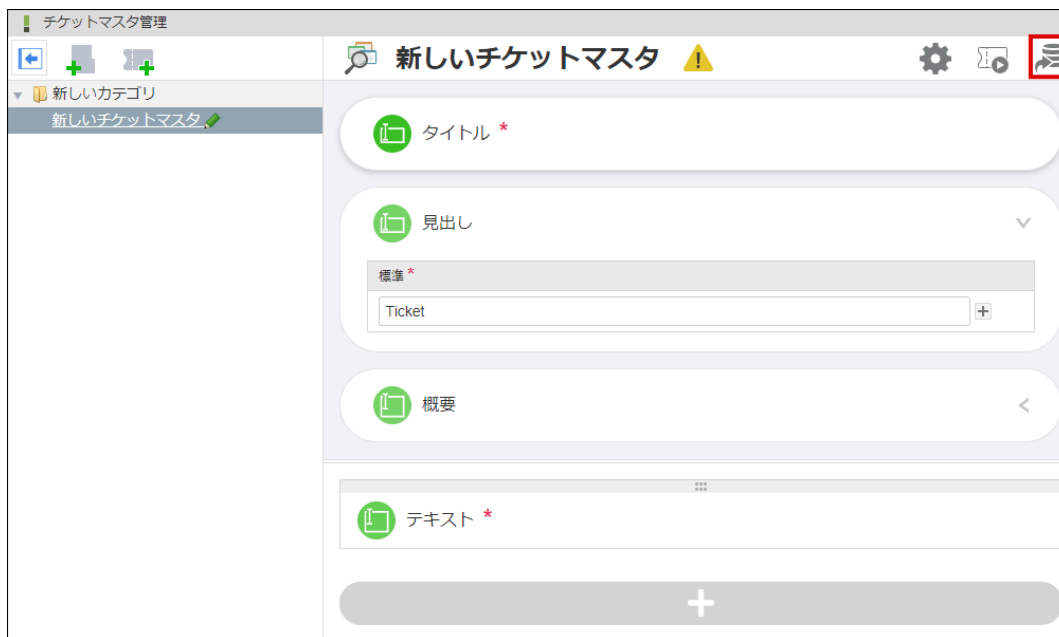 チケットマスタ管理
新しいチケットマスタ
新しいカテゴリ
新しいチケットマスタ
タイトル *
見出し
標準 *
Ticket
概要
テキスト *